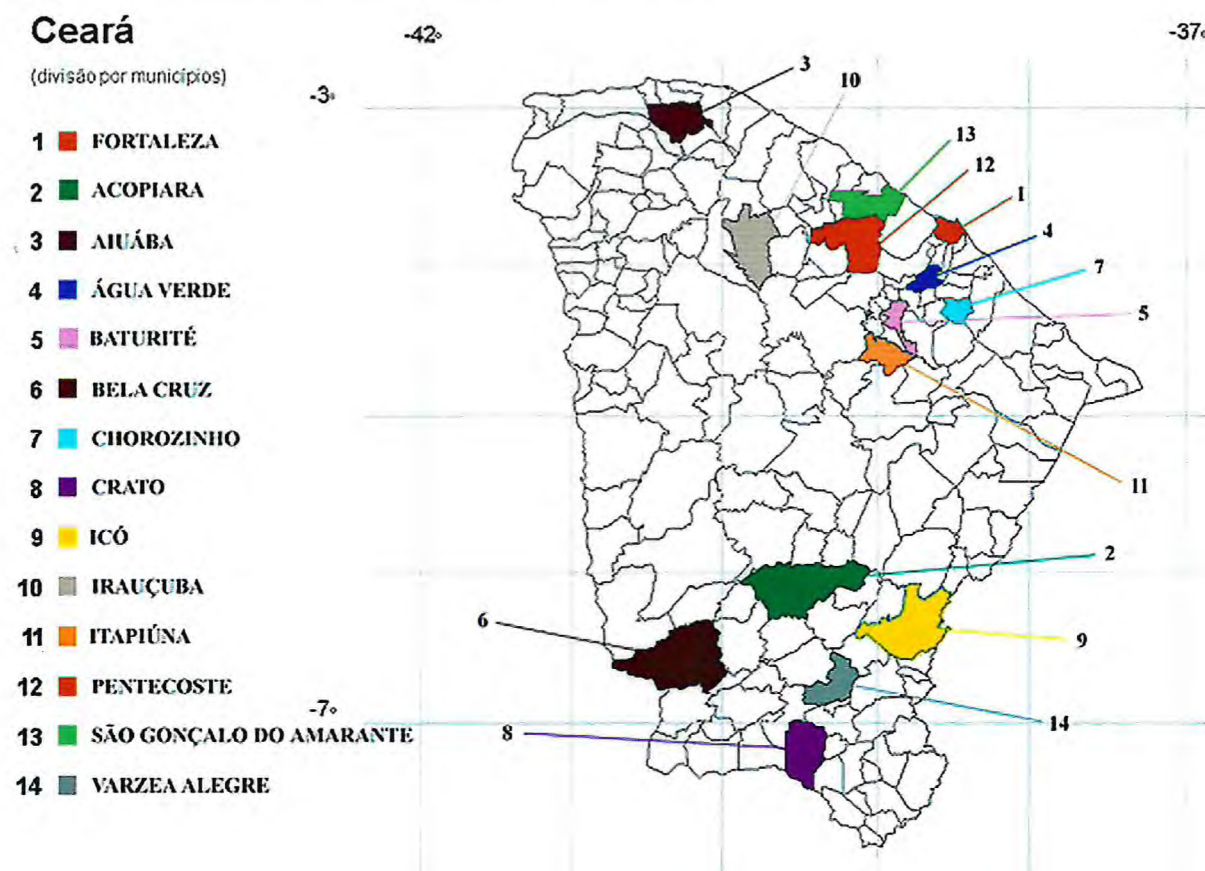 Ceará
(divisão por municípios)
1 FORTALEZA
2 ACOPIARA
3 AIUÁBA
4 ÁGUA VERDE
5 BATURITÉ
6 BELA CRUZ
7 CHOROZINHO
8 CRATO
9 ICÓ
10 IRAUÇUBA
11 ITAPIÚNA
12 PENTECOSTE
13 SÃO GONÇALO DO AMARANTE
14 VARZEA ALEGRE
-42°
-37°
-3°
-7°
3
10
13
12
1
4
7
5
11
2
6
9
14
8